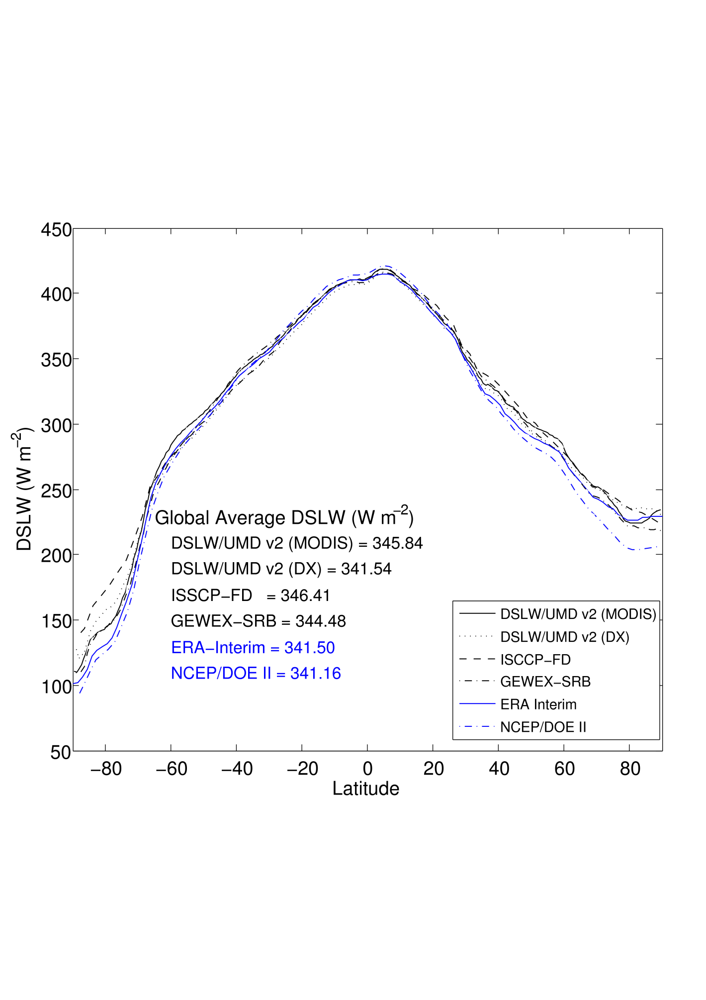 450
400
350
300
250
200
150
100
50
DSLW (W m−2)
Global Average DSLW (W m−2)
DSLW/UMD v2 (MODIS) = 345.84
DSLW/UMD v2 (DX) = 341.54
ISSCP−FD = 346.41
GEWEX−SRB = 344.48
ERA−Interim = 341.50
NCEP/DOE II = 341.16
DSLW/UMD v2 (MODIS)
DSLW/UMD v2 (DX)
ISCCP−FD
GEWEX−SRB
ERA Interim
NCEP/DOE II
−80 −60 −40 −20 0 20 40 60 80
Latitude